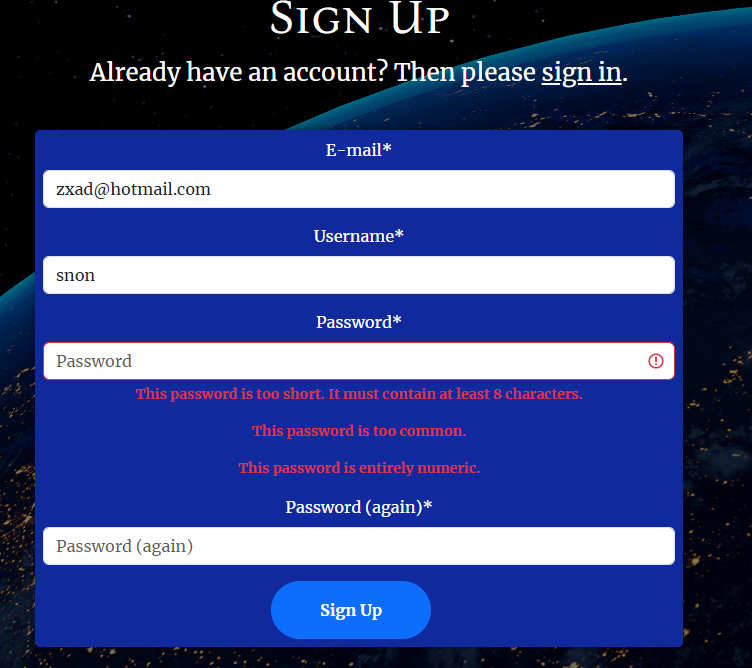 Sign Up
Already have an account? Then please sign in.
E-mail*
zxad@hotmail.com
Username*
snon
Password*
Password
This password is too short. It must contain at least 8 characters.
This password is too common.
This password is entirely numeric.
Password (again)*
Password (again)
Sign Up